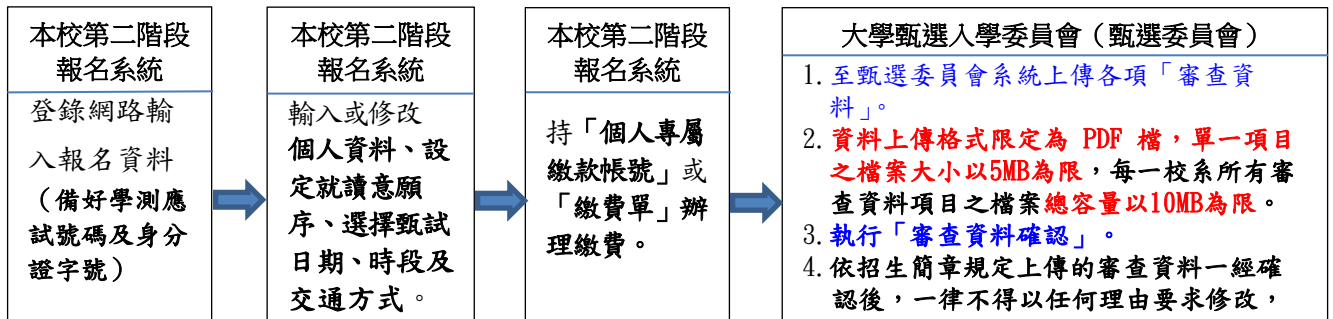 本校第二階段
報名系統
登錄網路輸
入報名資料
（備好學測應
試號碼及身分
證字號）
本校第二階段
報名系統
輸入或修改
個人資料、設
定就讀意願
序、選擇甄試
日期、時段及
交通方式。
本校第二階段
報名系統
持「個人專屬
繳款帳號」或
「繳費單」辦
理繳費。
大學甄選入學委員會（甄選委員會）
1.至甄選委員會系統上傳各項「審查資
料」。
2.資料上傳格式限定為 PDF 檔，單一項目
之檔案大小以5MB為限，每一校系所有審
查資料項目之檔案總容量以10MB為限。
3.執行「審查資料確認」。
4.依招生簡章規定上傳的審查資料一經確
認後，一律不得以任何理由要求修改，